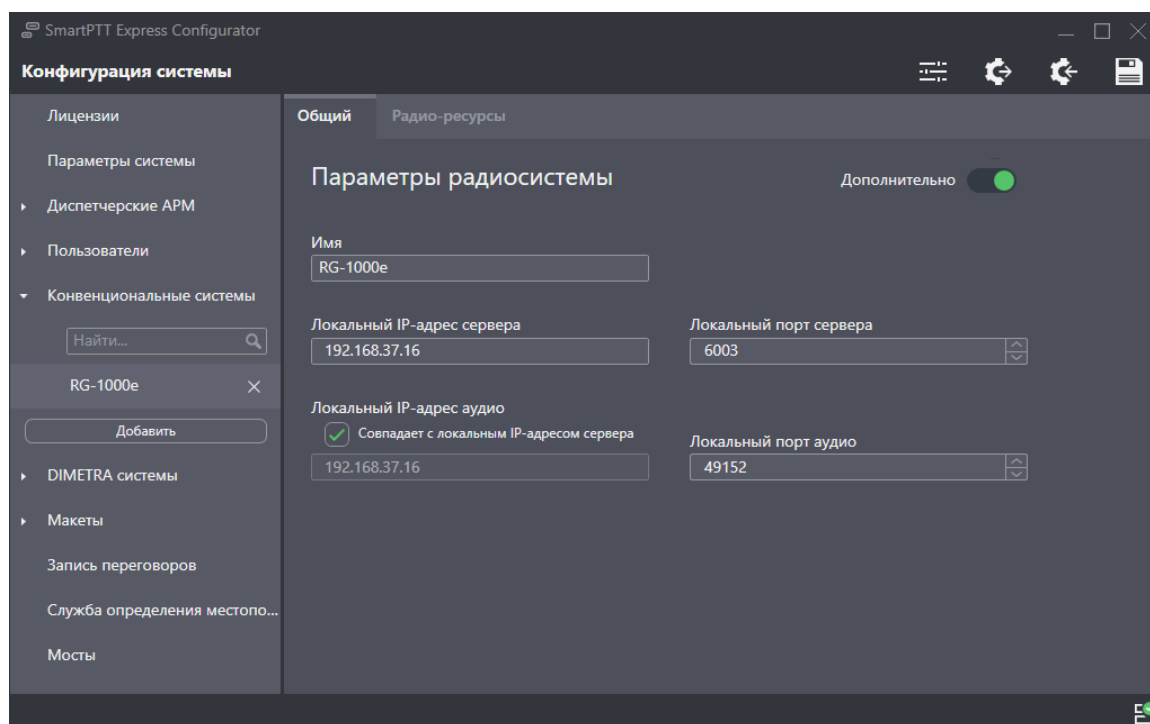 SmartPTT Express Configurator
Конфигурация системы
Лицензии
Параметры системы
Диспетчерские АРМ
Пользователи
Конвенциональные системы
Найти...
RG-1000e
Добавить
DIMETRA системы
Макеты
Запись переговоров
Служба определения местопо...
Мосты
Общий
Радио-ресурсы
Параметры радиосистемы
Дополнительно
Имя
RG-1000e
Локальный IP-адрес сервера
192.168.37.16
Локальный порт сервера
6003
Локальный IP-адрес аудио
Совпадает с локальным IP-адресом сервера
192.168.37.16
Локальный порт аудио
49152